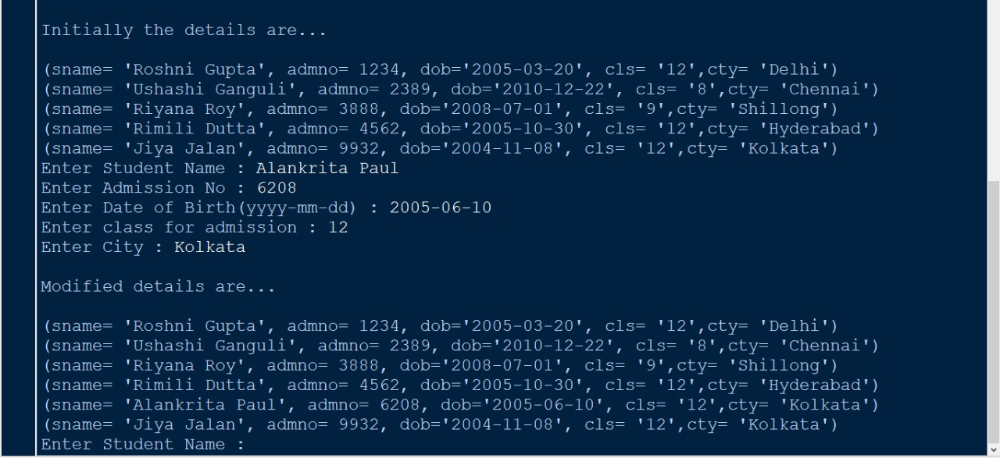 Initially the details are...
(sname= 'Roshni Gupta', admno= 1234, dob='2005-03-20', cls= '12',cty= 'Delhi')
(sname= 'Ushashi Ganguli', admno= 2389, dob='2010-12-22', cls= '8',cty= 'Chennai')
(sname= 'Riyana Roy', admno= 3888, dob='2008-07-01', cls= '9',cty= 'Shillong')
(sname= 'Rimili Dutta', admno= 4562, dob='2005-10-30', cls= '12',cty= 'Hyderabad')
(sname= 'Jiya Jalan', admno= 9932, dob='2004-11-08', cls= '12',cty= 'Kolkata')
Enter Student Name : Alankrita Paul
Enter Admission No : 6208
Enter Date of Birth(yyyy-mm-dd) : 2005-06-10
Enter class for admission : 12
Enter City : Kolkata
Modified details are...
(sname= 'Roshni Gupta', admno= 1234, dob='2005-03-20', cls= '12',cty= 'Delhi')
(sname= 'Ushashi Ganguli', admno= 2389, dob='2010-12-22', cls= '8',cty= 'Chennai')
(sname= 'Riyana Roy', admno= 3888, dob='2008-07-01', cls= '9',cty= 'Shillong')
(sname= 'Rimili Dutta', admno= 4562, dob='2005-10-30', cls= '12',cty= 'Hyderabad')
(sname= 'Alankrita Paul', admno= 6208, dob='2005-06-10', cls= '12',cty= 'Kolkata')
(sname= 'Jiya Jalan', admno= 9932, dob='2004-11-08', cls= '12',cty= 'Kolkata')
Enter Student Name :